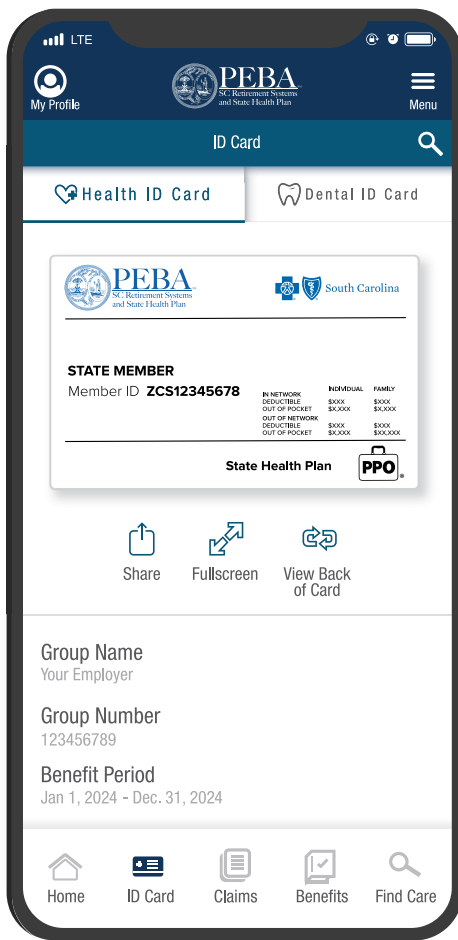 LTE
My Profile
PEBA
SC Retirement Systems
and State Health Plan
Menu
ID Card
Health ID Card
Dental ID Card
PEBA
SC Retirement Systems
and State Health Plan
South Carolina
STATE MEMBER
Member ID ZCS12345678
INDIVIDUAL FAMILY
IN NETWORK
DEDUCTIBLE $XXX $XXX
OUT OF POCKET $X,XXX $X,XXX
OUT OF NETWORK
DEDUCTIBLE $XXX $XXX
OUT OF POCKET $X,XXX $XX,XXX
State Health Plan
PPO
Share
Fullscreen
View Back
of Card
Group Name
Your Employer
Group Number
123456789
Benefit Period
Jan 1, 2024 - Dec. 31, 2024
Home
ID Card
Claims
Benefits
Find Care